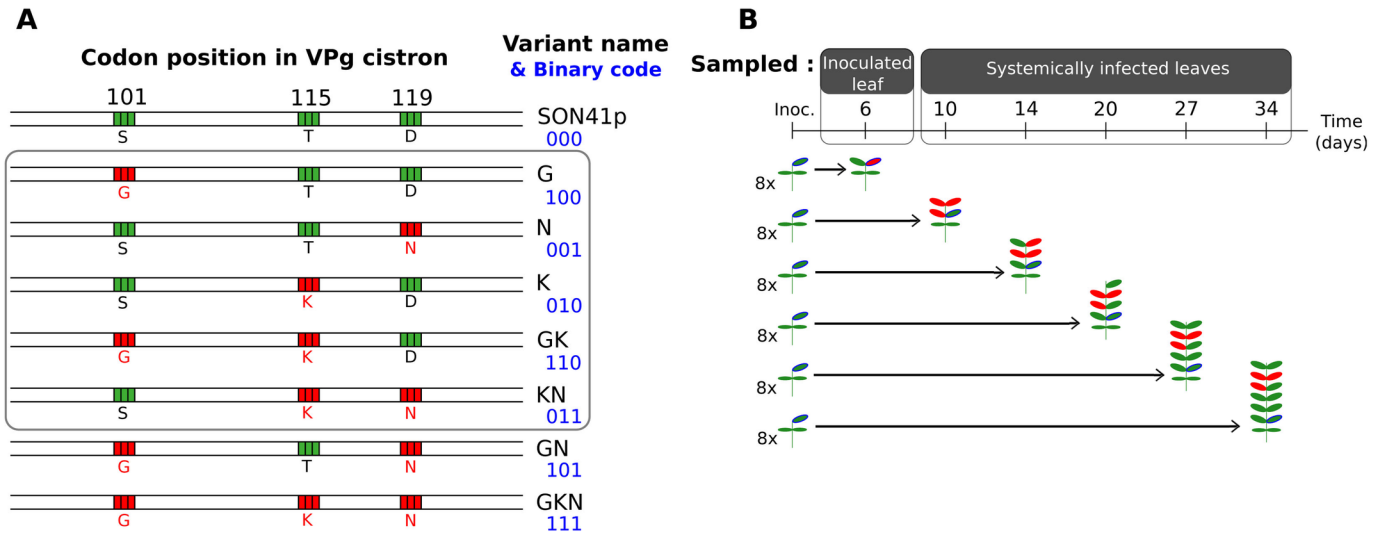 A
Codon position in VPg cistron
Variant name
& Binary code
101 115 119
SON41p
S T D
000
G
G T D
100
N
S T N
001
K
S K D
010
GK
G K D
110
KN
S K N
011
GN
G T N
101
GKN
G K N
111
B
Sampled :
Inoculated
leaf
Systemically infected leaves
Inoc. 6 10 14 20 27 34
Time
(days)
8x
8x
8x
8x
8x
8x